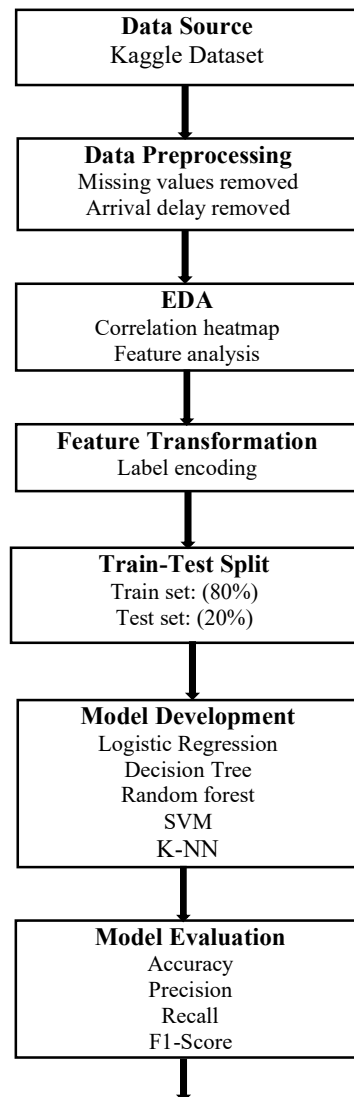 Data Source
Kaggle Dataset
Data Preprocessing
Missing values removed
Arrival delay removed
EDA
Correlation heatmap
Feature analysis
Feature Transformation
Label encoding
Train-Test Split
Train set: (80%)
Test set: (20%)
Model Development
Logistic Regression
Decision Tree
Random forest
SVM
K-NN
Model Evaluation
Accuracy
Precision
Recall
F1-Score